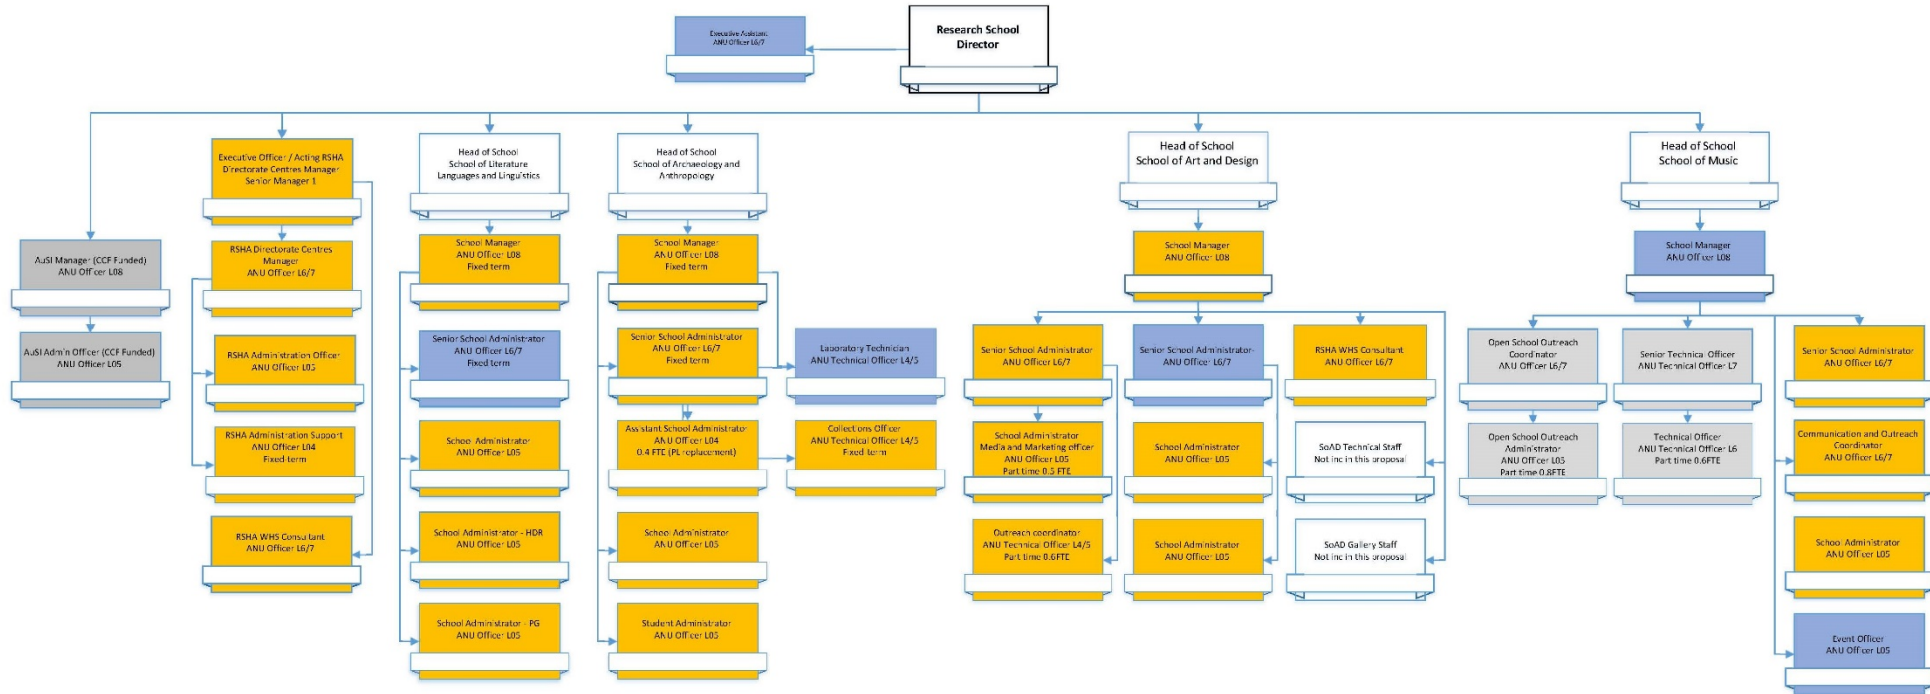 Executive Assistant
ANU Officer L6/7
Research School
Director
Executive Officer / Acting RSHA
Directorate Centres Manager
Senior Manager 1
Head of School
School of Literature
Languages and Linguistics
Head of School
School of Archaeology and
Anthropology
Head of School
School of Art and Design
Head of School
School of Music
AuSI Manager (CCF Funded)
ANU Officer L08
RSHA Directorate Centres
Manager
ANU Officer L6/7
School Manager
ANU Officer L08
Fixed term
School Manager
ANU Officer L08
Fixed term
School Manager
ANU Officer L08
School Manager
ANU Officer L08
AuSI Admin Officer (CCF Funded)
ANU Officer L05
RSHA Administration Officer
ANU Officer L05
Senior School Administrator
ANU Officer L6/7
Fixed term
Senior School Administrator
ANU Officer L6/7
Fixed term
Laboratory Technician
ANU Technical Officer L4/5
Senior School Administrator
ANU Officer L6/7
Senior School Administrator-
ANU Officer L6/7
RSHA WHS Consultant
ANU Officer L6/7
Open School Outreach
Coordinator
ANU Officer L6/7
Senior Technical Officer
ANU Technical Officer L7
Senior School Administrator
ANU Officer L6/7
RSHA Administration Support
ANU Officer L04
Fixed-term
School Administrator
ANU Officer L05
Assistant School Administrator
ANU Officer L04
0.4 FTE (PL replacement)
Collections Officer
ANU Technical Officer L4/5
Fixed-term
School Administrator
Media and Marketing officer
ANU Officer L05
Part time 0.5 FTE
School Administrator
ANU Officer L05
SoAD Technical Staff
Not inc in this proposal
Open School Outreach
Administrator
ANU Officer L05
Part time 0.8FTE
Technical Officer
ANU Technical Officer L6
Part time 0.6FTE
Communication and Outreach
Coordinator
ANU Officer L6/7
RSHA WHS Consultant
ANU Officer L6/7
School Administrator - HDR
ANU Officer L05
School Administrator
ANU Officer L05
Outreach coordinator
ANU Technical Officer L4/5
Part time 0.6FTE
School Administrator
ANU Officer L05
SoAD Gallery Staff
Not inc in this proposal
School Administrator
ANU Officer L05
School Administrator - PG
ANU Officer L05
Student Administrator
ANU Officer L05
Event Officer
ANU Officer L05